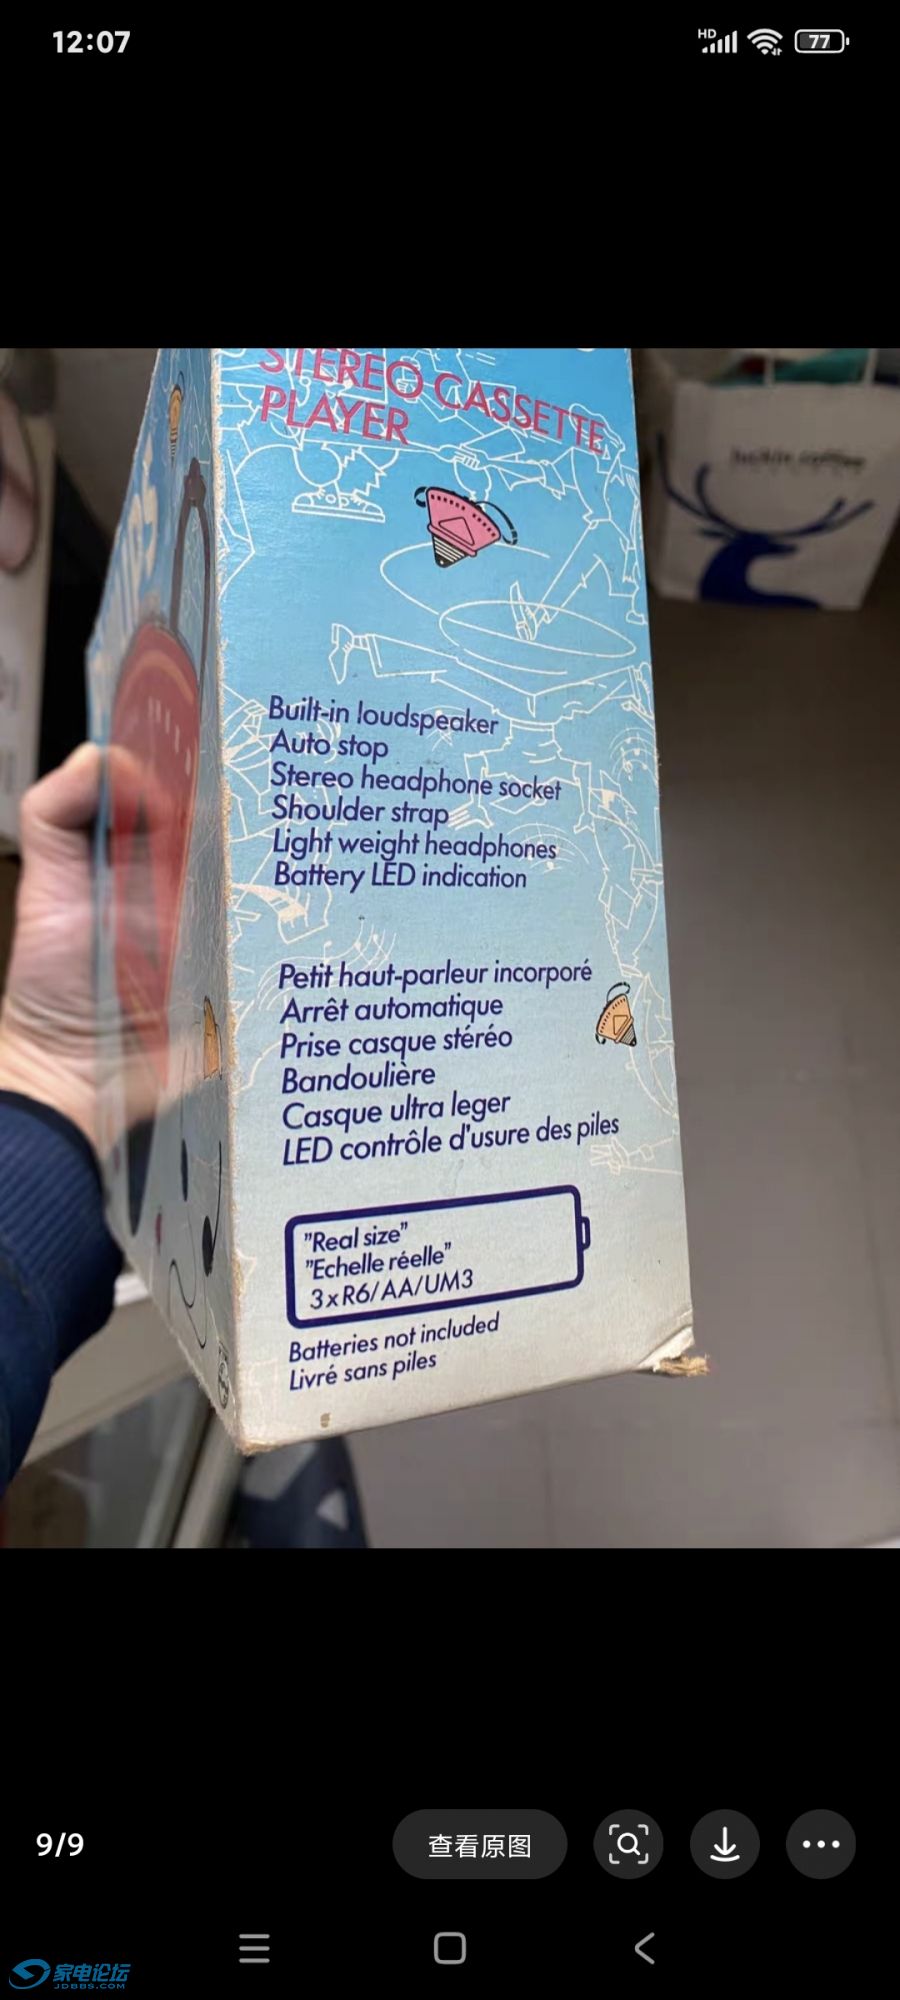 12:07
HD
77
STEREO CASSETTE
PLAYER
luckin coffee
Built-in loudspeaker
Auto stop
Stereo headphone socket
Shoulder strap
Light weight headphones
Battery LED indication
Petit haut-parleur incorporé
Arrêt automatique
Prise casque stéréo
Bandoulière
Casque ultra leger
LED contrôle d'usure des piles
"Real size"
"Echelle réelle"
3xR6/AA/UM3
Batteries not included
Livré sans piles
9/9
查看原图
家电论坛
JDBBS.COM